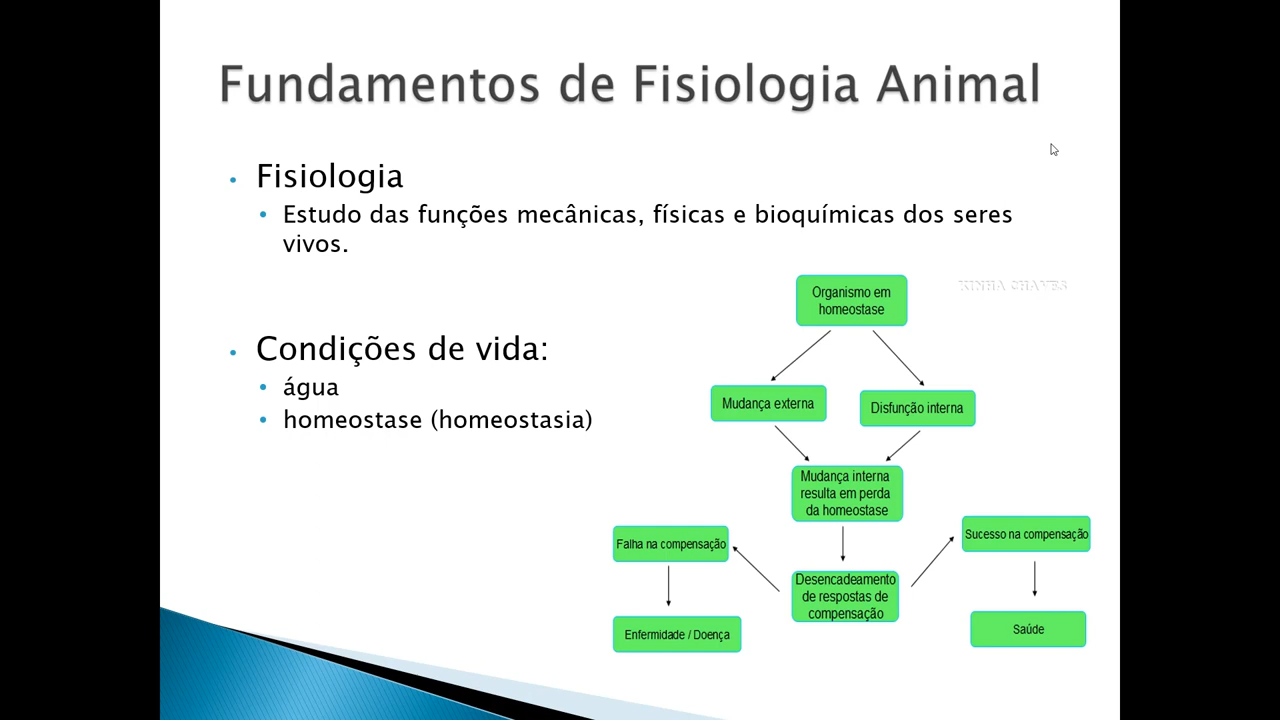 Fundamentos de Fisiologia Animal
• Fisiologia
• Estudo das funções mecânicas, físicas e bioquímicas dos seres
vivos.
KINHA CHAVES
• Condições de vida:
• água
• homeostase (homeostasia)
Organismo em
homeostase
Mudança externa
Disfunção interna
Mudança interna
resulta em perda
da homeostase
Desencadeamento
de respostas de
compensação
Falha na compensação
Enfermidade / Doença
Sucesso na compensação
Saúde